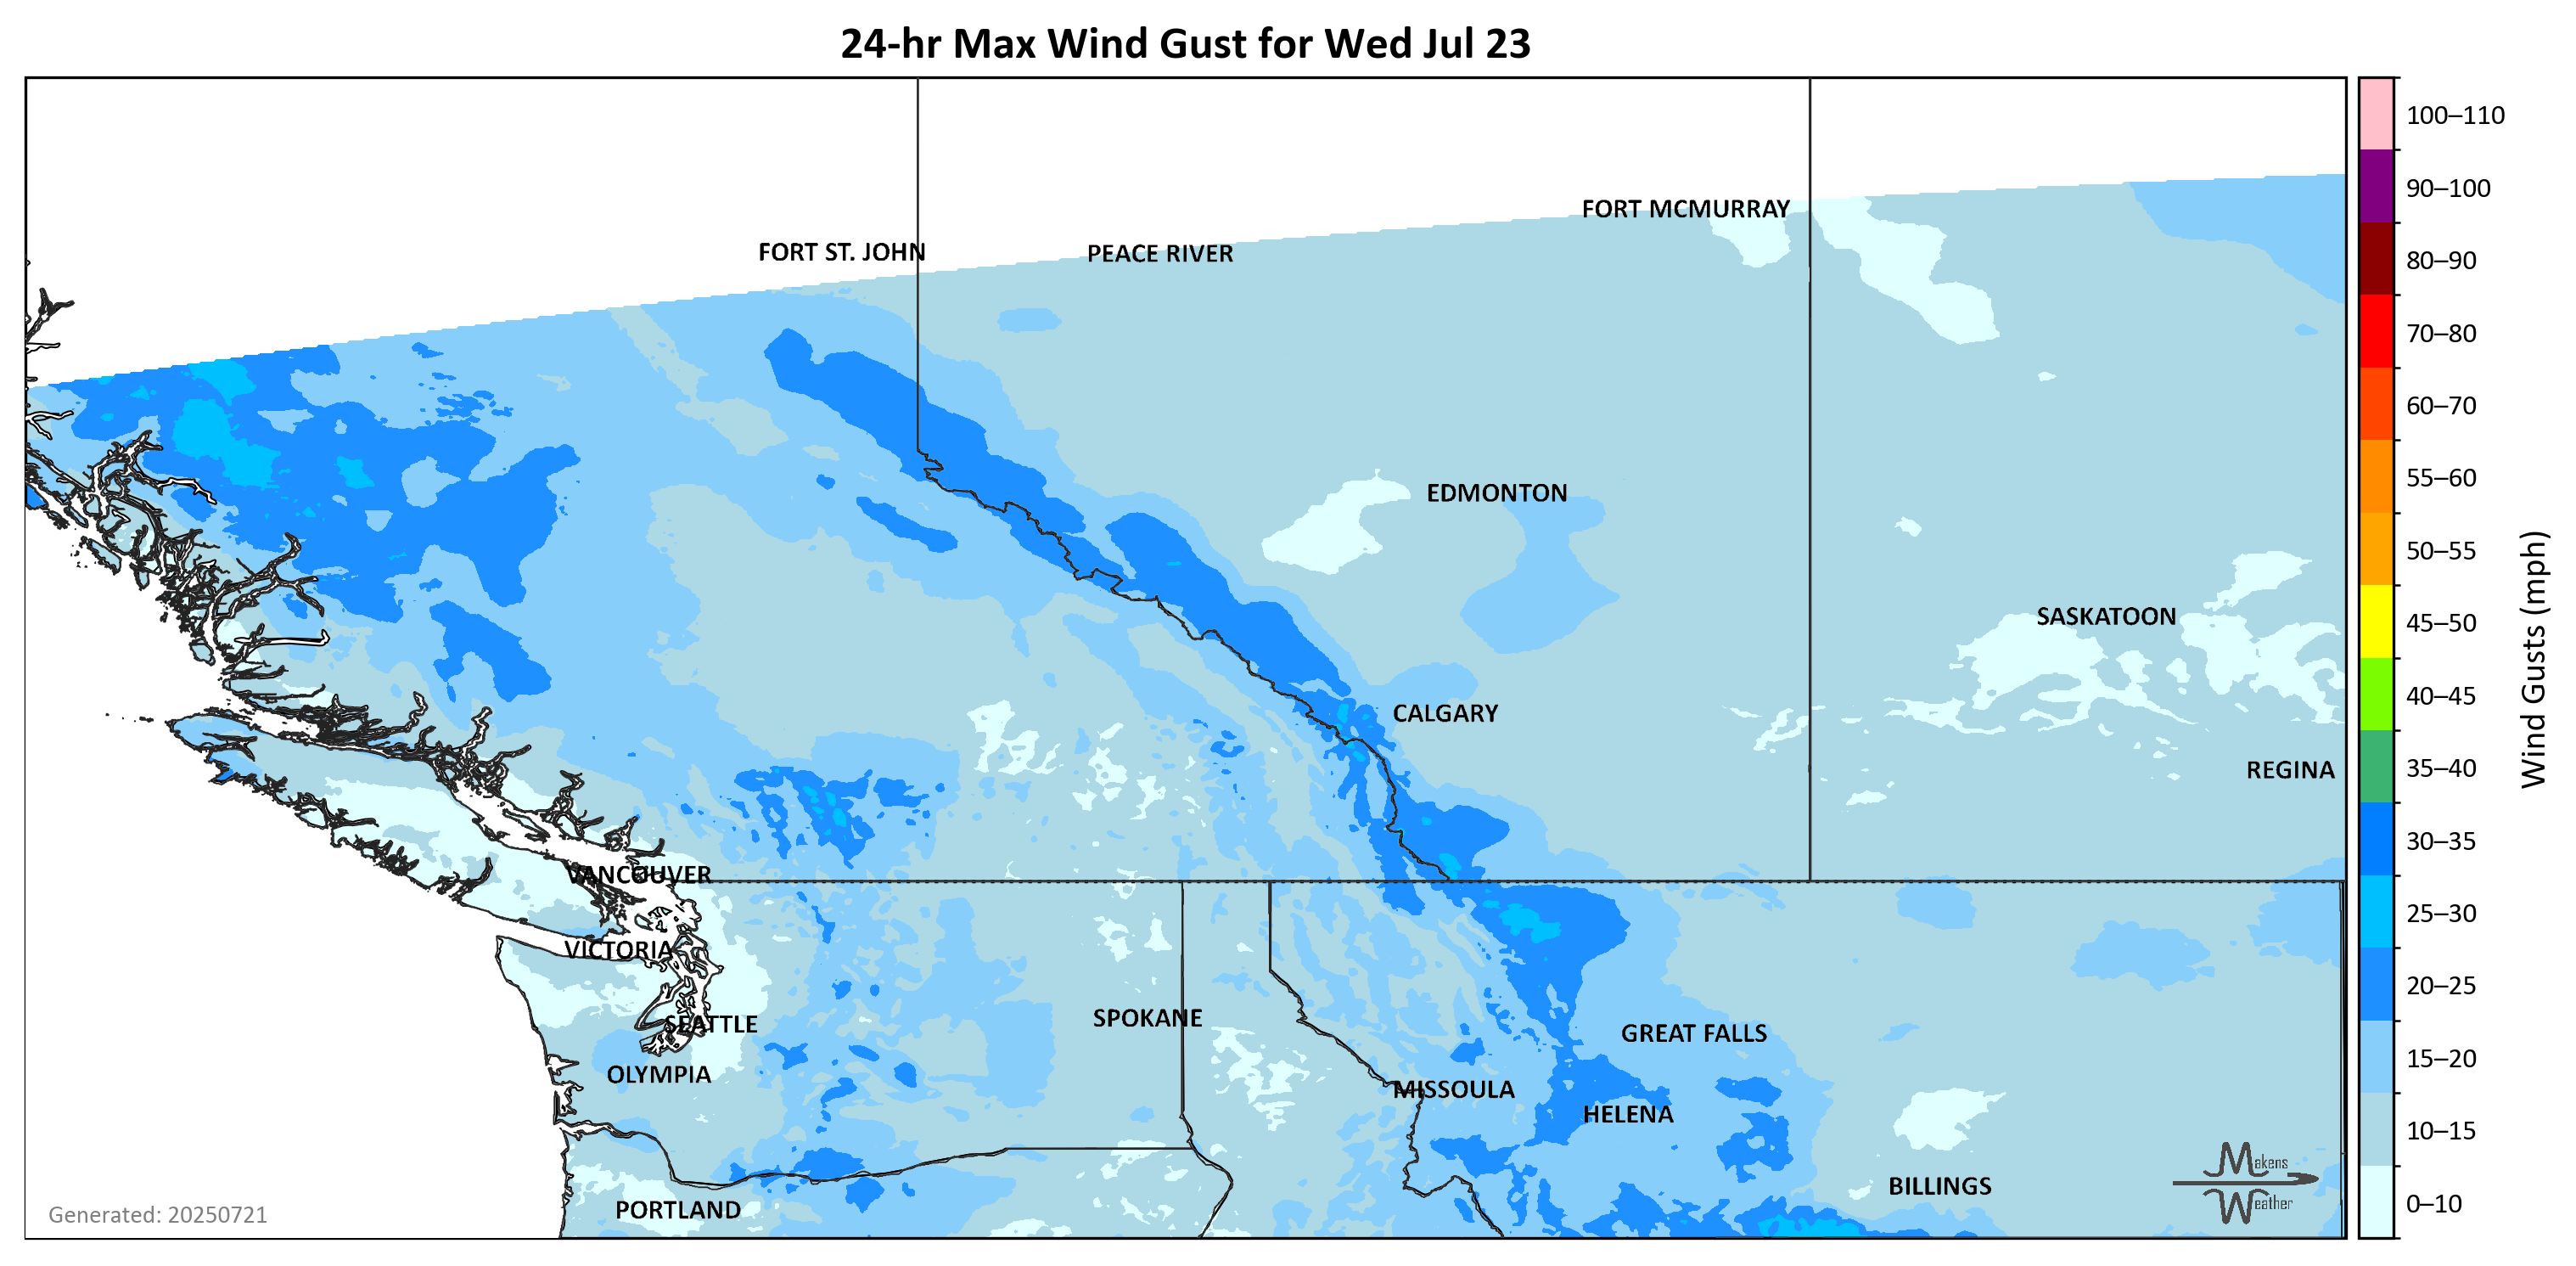 24-hr Max Wind Gust for Wed Jul 23
100–110
90–100
80–90
70–80
60–70
55–60
50–55
45–50
40–45
35–40
30–35
25–30
20–25
15–20
10–15
0–10
Wind Gusts (mph)
FORT MCMURRAY
FORT ST. JOHN
PEACE RIVER
EDMONTON
SASKATOON
CALGARY
REGINA
VANCOUVER
VICTORIA
SPOKANE
SEATTLE
GREAT FALLS
OLYMPIA
MISSOULA
HELENA
BILLINGS
PORTLAND
Makens
Weather
Generated: 20250721